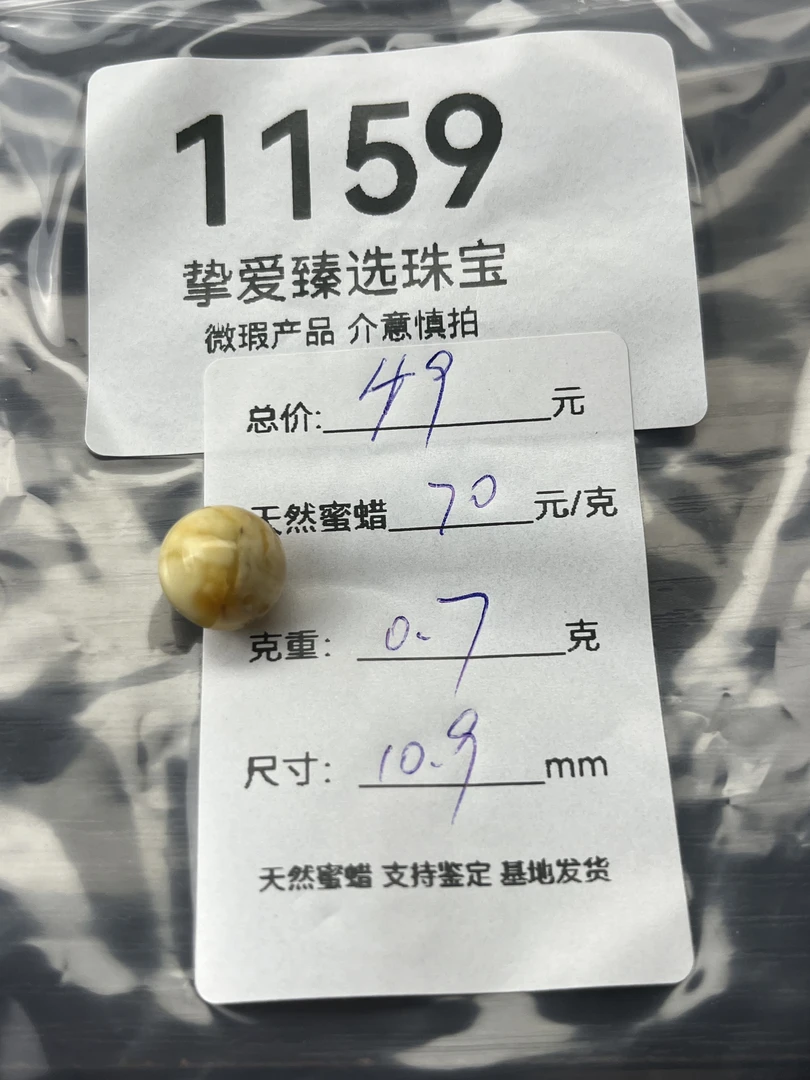 1159
挚爱臻选珠宝
微瑕产品 介意慎拍
总价: 49 元
天然蜜蜡 70 元/克
克重: 0.7 克
尺寸: 10.9 mm
天然蜜蜡 支持鉴定 基地发货